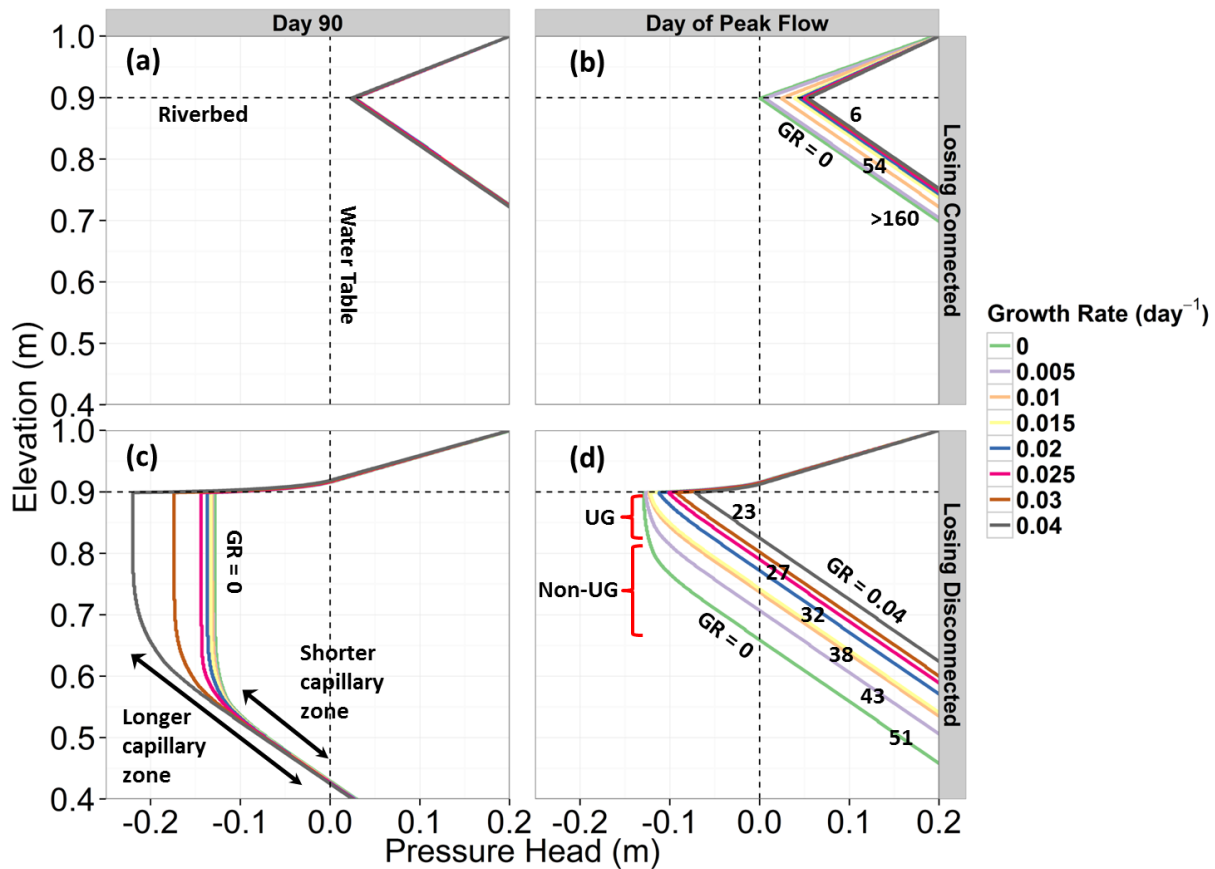 Day 90
Day of Peak Flow
Elevation (m)
1.0
0.9
0.8
0.7
0.6
0.5
0.4
(a)
Riverbed
Water Table
(b)
GR = 0
6
54
>160
Losing Connected
1.0
0.9
0.8
0.7
0.6
0.5
0.4
(c)
GR = 0
Shorter
capillary
zone
Longer
capillary
zone
(d)
UG
Non-UG
23
27
32
38
43
51
GR = 0.04
GR = 0
Losing Disconnected
-0.2
-0.1
0.0
0.1
0.2
-0.2
-0.1
0.0
0.1
0.2
Pressure Head (m)
Growth Rate (day⁻¹)
0
0.005
0.01
0.015
0.02
0.025
0.03
0.04